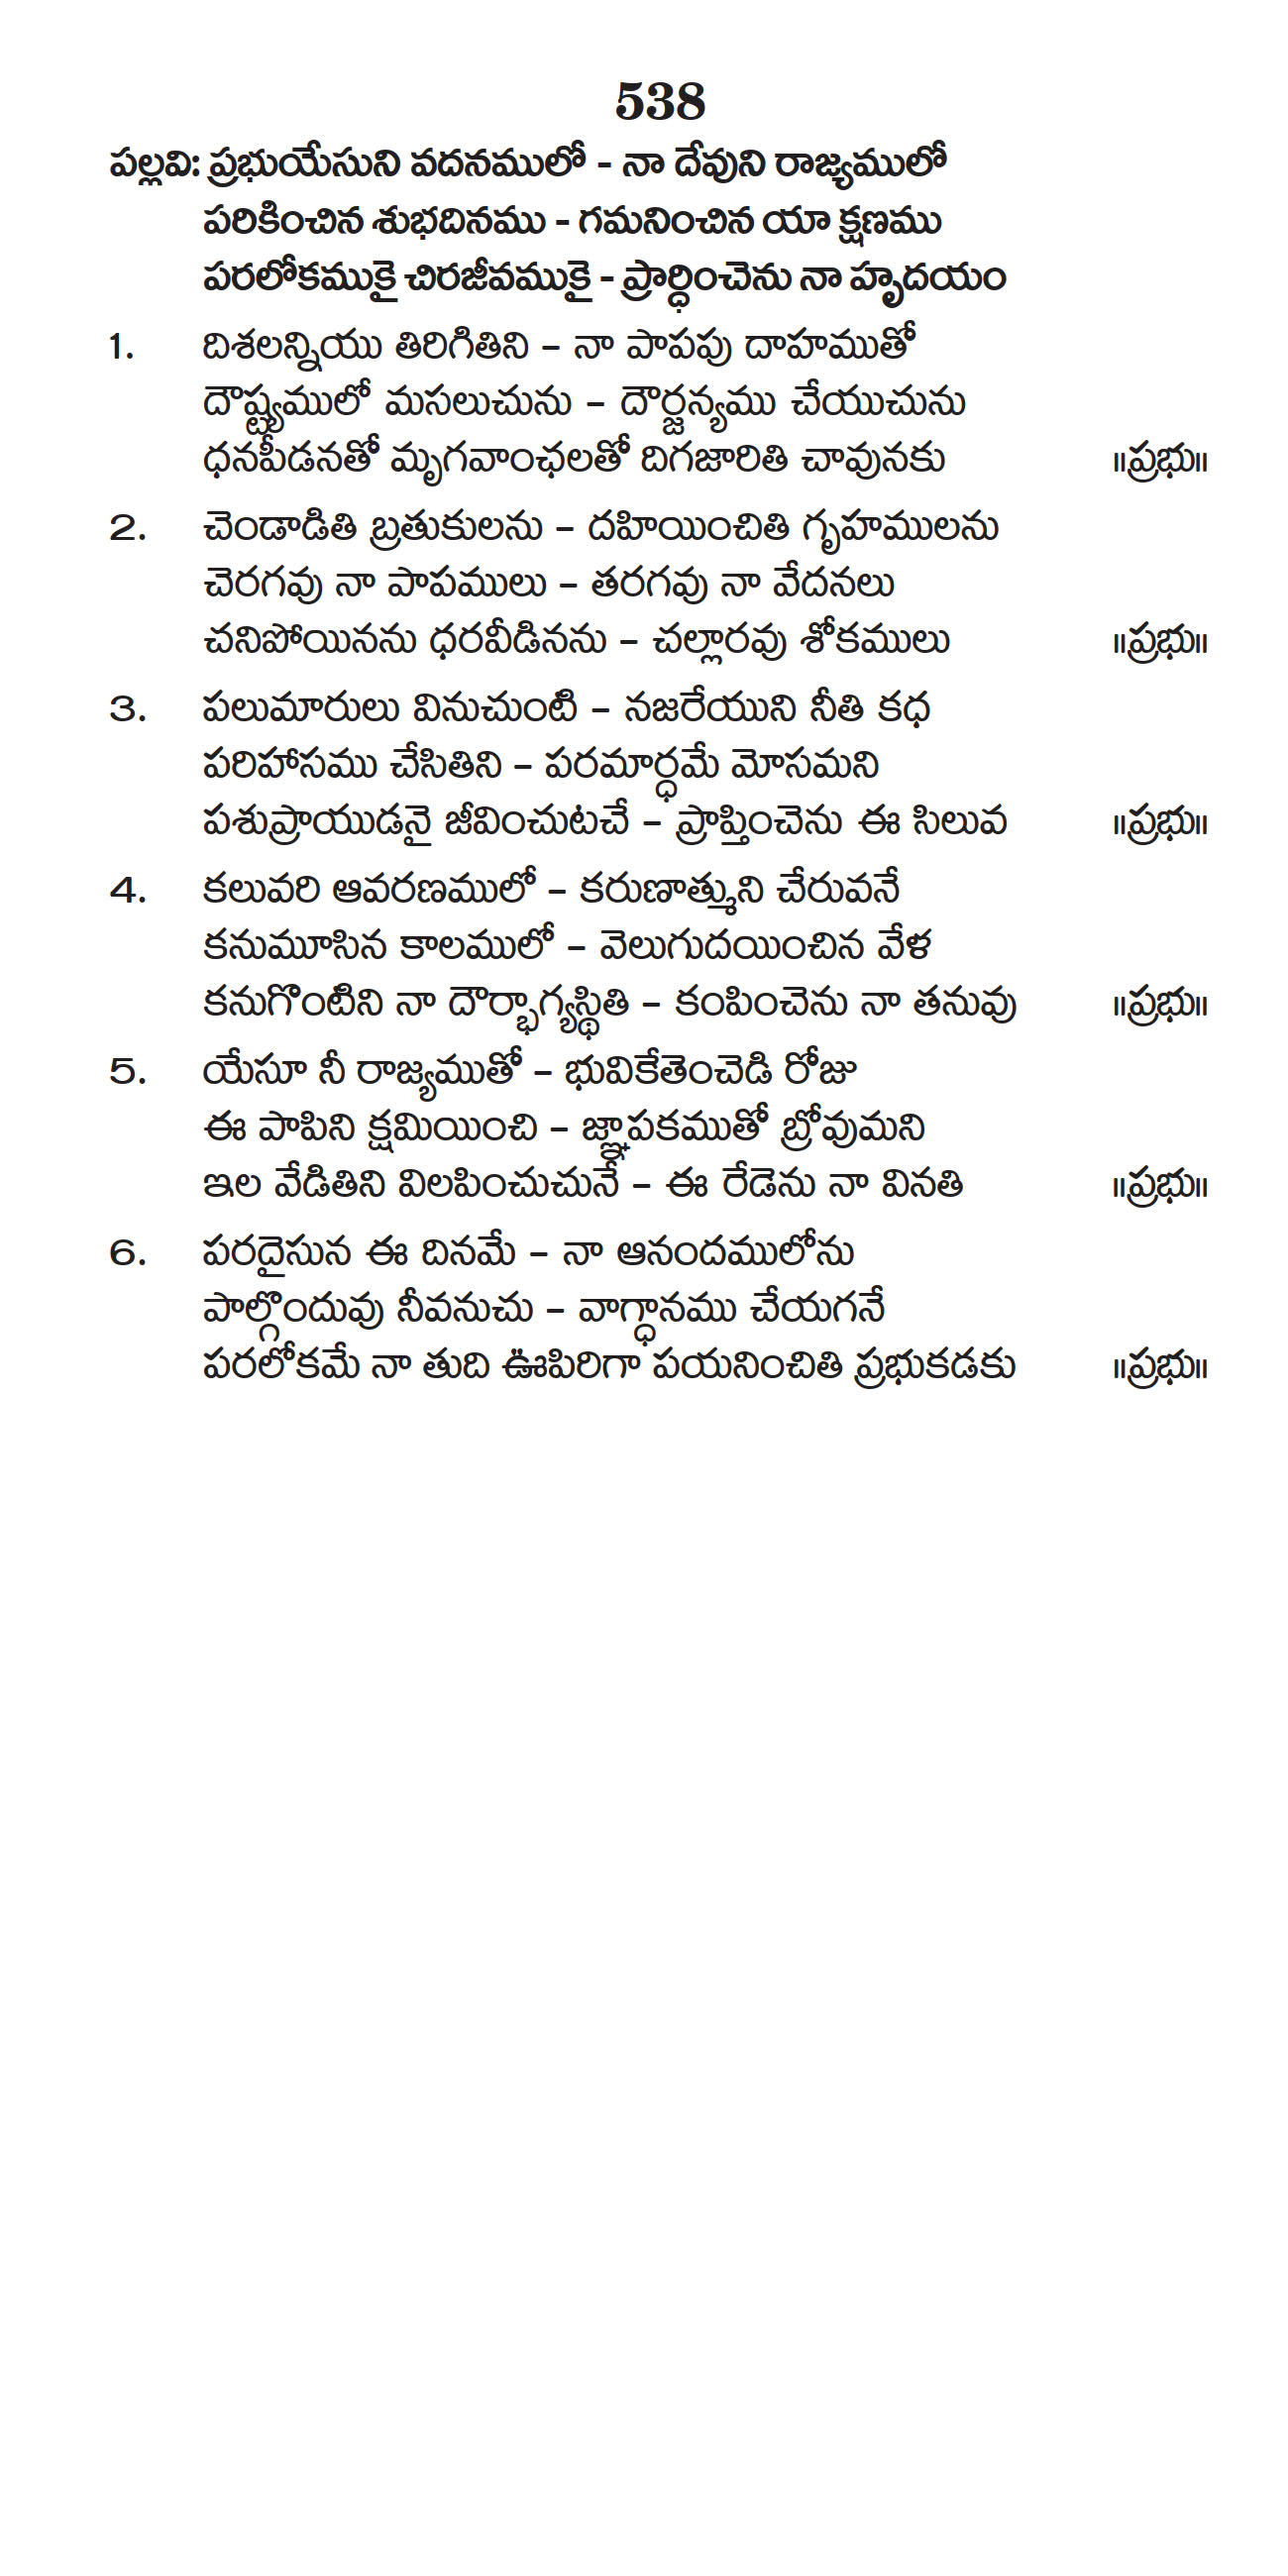 538
పల్లవి: ప్రభుయేసుని వదనములో - నా దేవుని రాజ్యములో
పరికించిన శుభదినము - గమనించిన యా క్షణము
పరలోకముకై చిరజీవముకై - ప్రార్ధించెను నా హృదయం
1. దిశలన్నియు తిరిగితిని – నా పాపపు దాహముతో
దౌష్ట్యములో మసలుచును – దౌర్జన్యము చేయుచును
ధనపీడనతో మృగవాంఛలతో దిగజారితి చావునకు ॥ప్రభు॥
2. చెండాడితి బ్రతుకులను – దహియించితి గృహములను
చెరగవు నా పాపములు – తరగవు నా వేదనలు
చనిపోయినను ధరవీడినను – చల్లారవు శోకములు ॥ప్రభు॥
3. పలుమారులు వినుచుంటి – నజరేయుని నీతి కధ
పరిహాసము చేసితిని – పరమార్ధమే మోసమని
పశుప్రాయుడనై జీవించుటచే – ప్రాప్తించెను ఈ సిలువ ॥ప్రభు॥
4. కలువరి ఆవరణములో – కరుణాత్ముని చేరువనే
కనుమూసిన కాలములో – వెలుగుదయించిన వేళ
కనుగొంటిని నా దౌర్భాగ్యస్థితి – కంపించెను నా తనువు ॥ప్రభు॥
5. యేసూ నీ రాజ్యముతో – భువికేతెంచెడి రోజు
ఈ పాపిని క్షమియించి – జ్ఞాపకముతో బ్రోవుమని
ఇల వేడితిని విలపించుచునే – ఈ రేడెను నా వినతి ॥ప్రభు॥
6. పరదైసున ఈ దినమే – నా ఆనందములోను
పాల్గొందువు నీవనుచు – వాగ్ధానము చేయగనే
పరలోకమే నా తుది ఊపిరిగా పయనించితి ప్రభుకడకు ॥ప్రభు॥